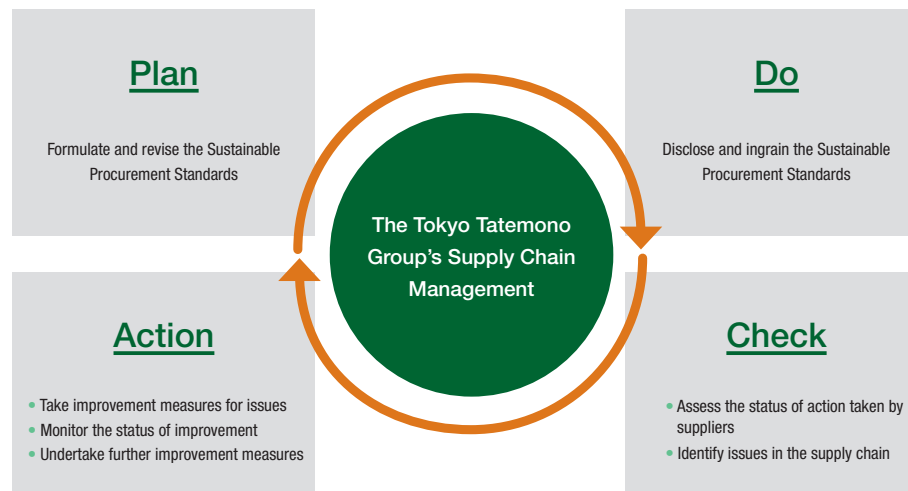 Plan
Formulate and revise the Sustainable
Procurement Standards
Do
Disclose and ingrain the Sustainable
Procurement Standards
The Tokyo Tatemono
Group's Supply Chain
Management
Action
• Take improvement measures for issues
• Monitor the status of improvement
• Undertake further improvement measures
Check
• Assess the status of action taken by
suppliers
• Identify issues in the supply chain